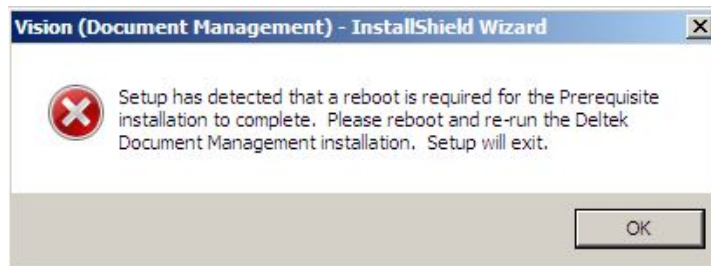 Vision (Document Management) - InstallShield Wizard
Setup has detected that a reboot is required for the Prerequisite
installation to complete.  Please reboot and re-run the Deltek
Document Management installation.  Setup will exit.
OK